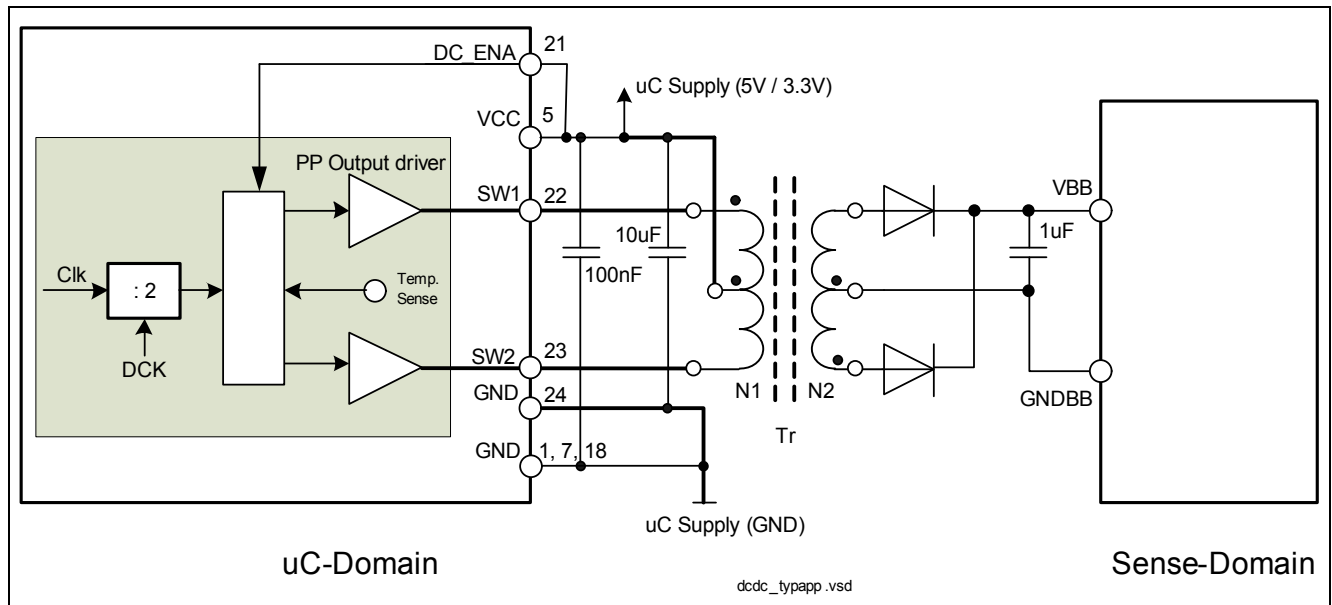 21
DC_ENA
uC Supply (5V / 3.3V)
VCC
5
PP Output driver
VBB
SW1
22
10uF
1uF
100nF
Clk
: 2
Temp.
Sense
DCK
SW2
23
N1
N2
GND
24
GNDBB
Tr
GND
1, 7, 18
uC Supply (GND)
uC-Domain
Sense-Domain
dcdc_typapp .vsd